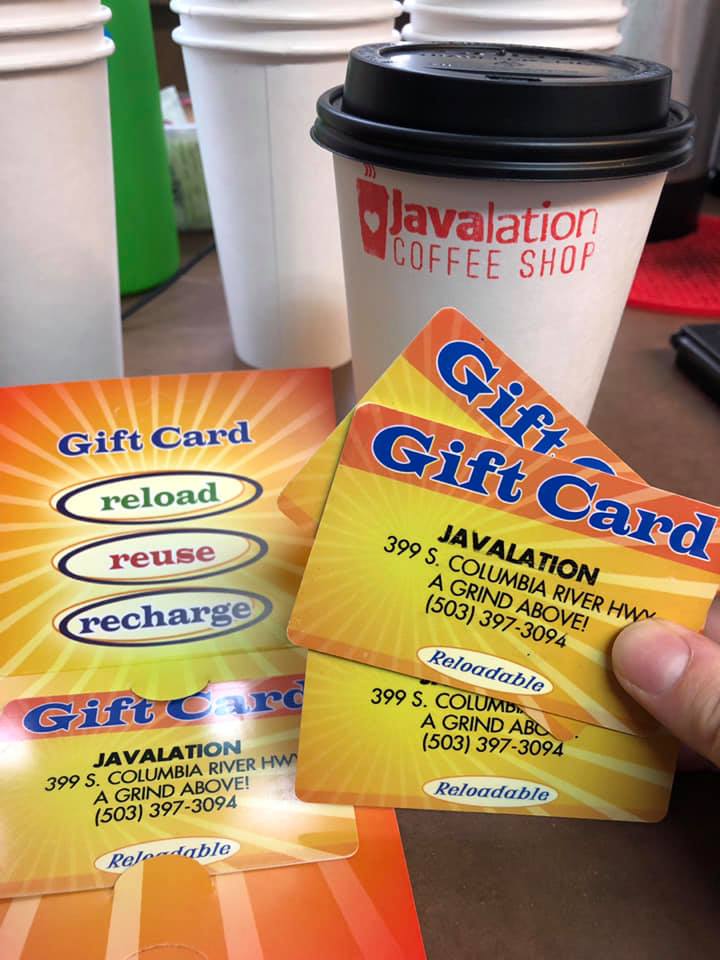 Javalation
COFFEE SHOP
Gift
Gift Card
JAVALATION
399 S. COLUMBIA RIVER HWY
A GRIND ABOVE!
(503) 397-3094
Reloadable
399 S. COLUMBI
A GRIND ABO
(503) 397-3094
Reloadable
Gift Card
reload
reuse
recharge
Gift Card
JAVALATION
399 S. COLUMBIA RIVER HWY
A GRIND ABOVE!
(503) 397-3094
Reloadable